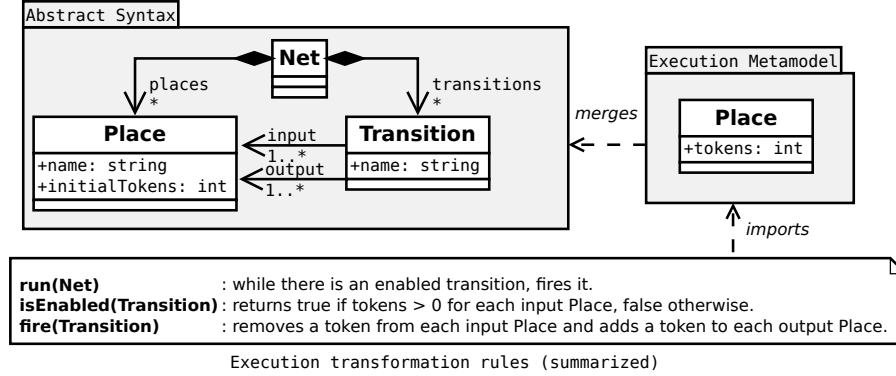 Abstract Syntax
Net
places
*
transitions
*
Place
+name: string
+initialTokens: int
input
1..*
output
1..*
Transition
+name: string
merges
Execution Metamodel
Place
+tokens: int
imports
run(Net) : while there is an enabled transition, fires it.
isEnabled(Transition) : returns true if tokens > 0 for each input Place, false otherwise.
fire(Transition) : removes a token from each input Place and adds a token to each output Place.
Execution transformation rules (summarized)